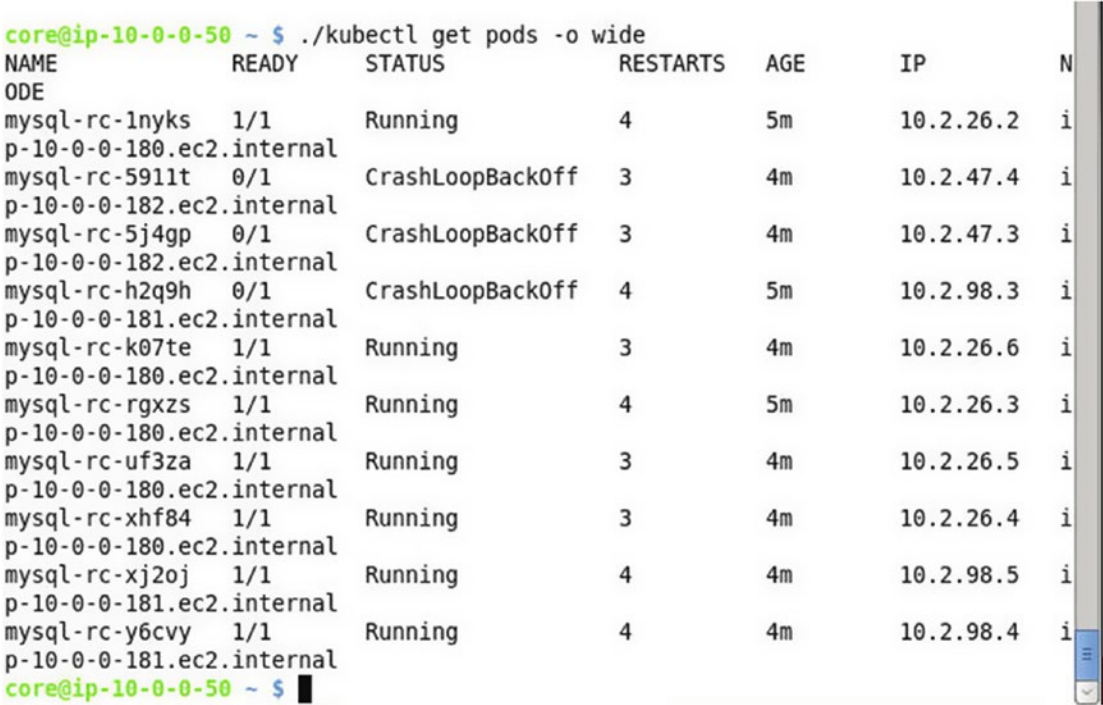 core@ip-10-0-0-50 ~ $ ./kubectl get pods -o wide
NAME READY STATUS RESTARTS AGE IP N
ODE
mysql-rc-1nyks 1/1 Running 4 5m 10.2.26.2 i
p-10-0-0-180.ec2.internal
mysql-rc-5911t 0/1 CrashLoopBackOff 3 4m 10.2.47.4 i
p-10-0-0-182.ec2.internal
mysql-rc-5j4gp 0/1 CrashLoopBackOff 3 4m 10.2.47.3 i
p-10-0-0-182.ec2.internal
mysql-rc-h2q9h 0/1 CrashLoopBackOff 4 5m 10.2.98.3 i
p-10-0-0-181.ec2.internal
mysql-rc-k07te 1/1 Running 3 4m 10.2.26.6 i
p-10-0-0-180.ec2.internal
mysql-rc-rgxzs 1/1 Running 4 5m 10.2.26.3 i
p-10-0-0-180.ec2.internal
mysql-rc-uf3za 1/1 Running 3 4m 10.2.26.5 i
p-10-0-0-180.ec2.internal
mysql-rc-xhf84 1/1 Running 3 4m 10.2.26.4 i
p-10-0-0-180.ec2.internal
mysql-rc-xj2oj 1/1 Running 4 4m 10.2.98.5 i
p-10-0-0-181.ec2.internal
mysql-rc-y6cvy 1/1 Running 4 4m 10.2.98.4 i
p-10-0-0-181.ec2.internal
core@ip-10-0-0-50 ~ $